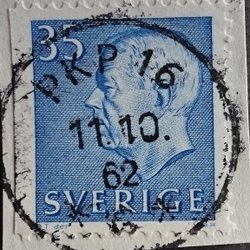 35
PKP 16
11.10.
62
SVERIGE